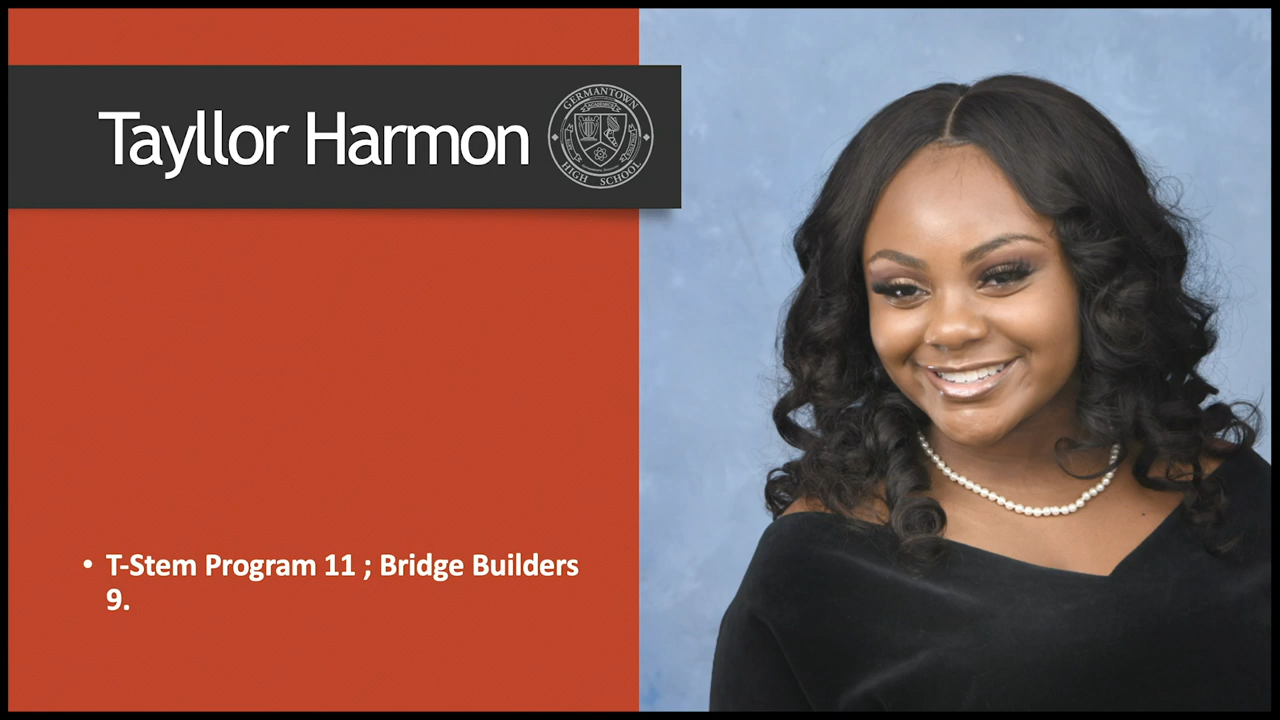 Tayllor Harmon
GERMANTOWN
HIGH SCHOOL
• T-Stem Program 11 ; Bridge Builders
9.